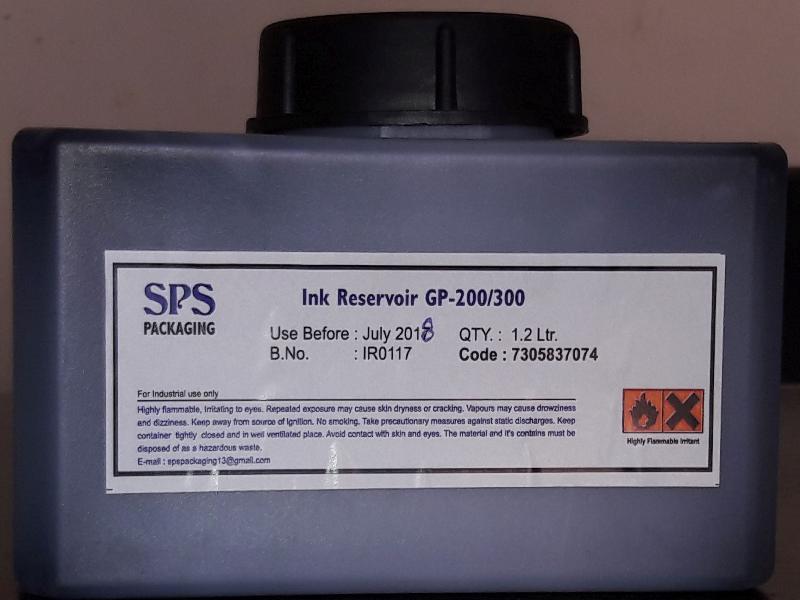 SPS
PACKAGING
Ink Reservoir GP-200/300
Use Before : July 2018 QTY. : 1.2 Ltr.
B.No. : IR0117 Code : 7305837074
For Industrial use only
Highly flammable, Irritating to eyes. Repeated exposure may cause skin dryness or cracking. Vapours may cause drowziness
and dizziness. Keep away from source of Ignition. No smoking. Take precautionary measures against static discharges. Keep
container tightly closed and in well ventilated place. Avoid contact with skin and eyes. The material and it's contains must be
disposed of as a hazardous waste.
E-mail : spspackaging13@gmail.com
Highly Flammable Irritant